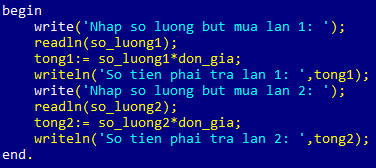 begin
write('Nhap so luong but mua lan 1: ');
readln(so_luong1);
tong1:= so_luong1*don_gia;
writeln('So tien phai tra lan 1: ',tong1);
write('Nhap so luong but mua lan 2: ');
readln(so_luong2);
tong2:= so_luong2*don_gia;
writeln('So tien phai tra lan 2: ',tong2);
end.